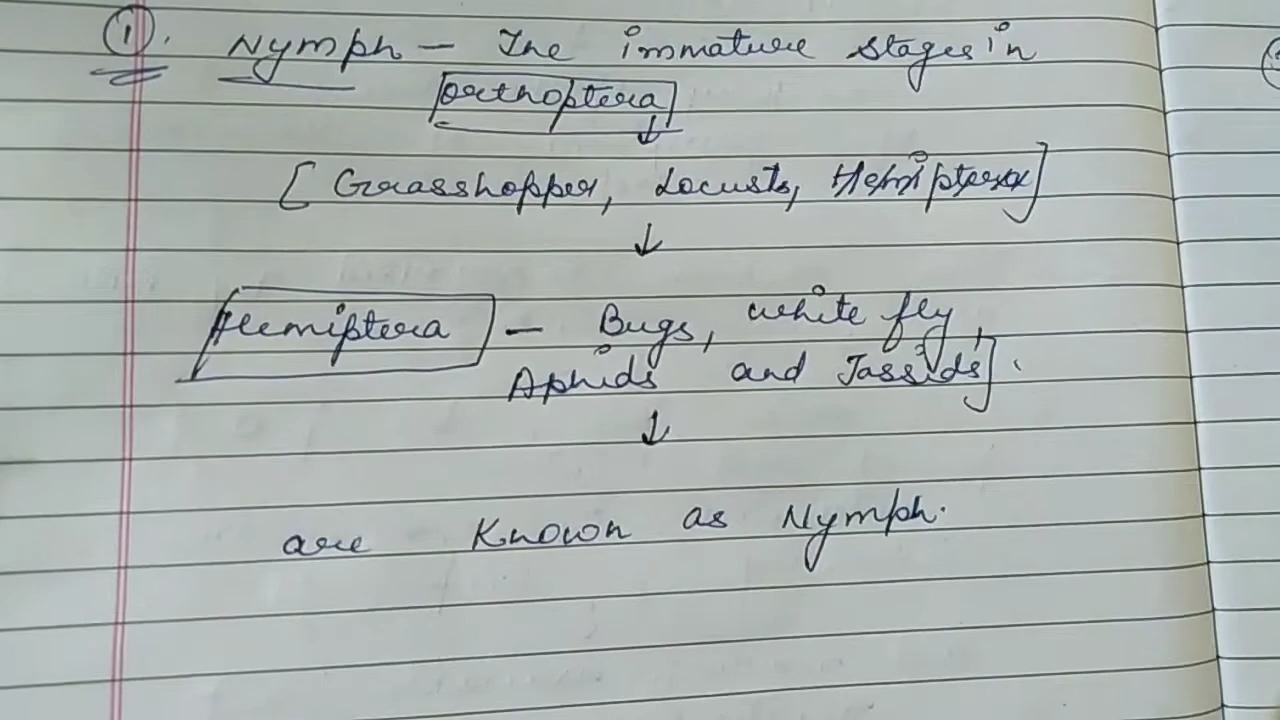 ①. Nymph — The immature stages in
Orthoptera
↓
[Grasshopper, Locusts, Hemiptera]
↓
Hemiptera] — Bugs, white fly,
Aphids and Jassids].
↓
are Known as Nymph.